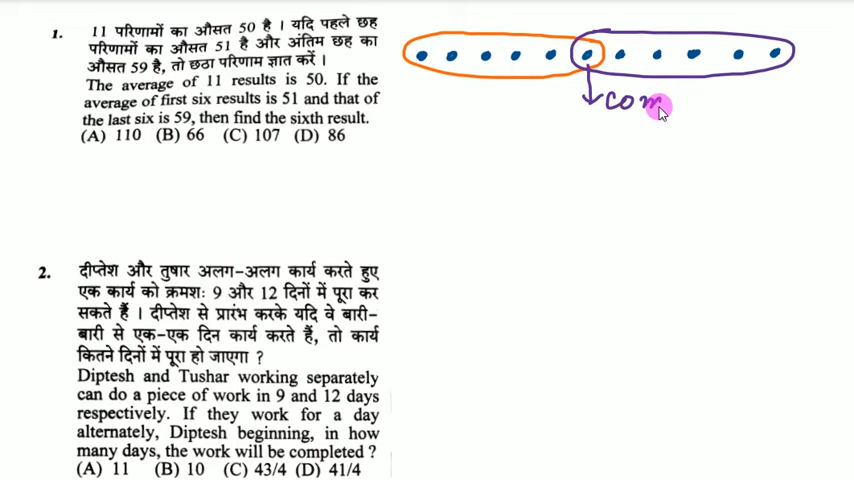 1. 11 परिणामों का औसत 50 है । यदि पहले छह
परिणामों का औसत 51 है और अंतिम छह का
औसत 59 है, तो छठा परिणाम ज्ञात करें ।
The average of 11 results is 50. If the
average of first six results is 51 and that of
the last six is 59, then find the sixth result.
(A) 110 (B) 66 (C) 107 (D) 86
com
2. दीप्तेश और तुषार अलग-अलग कार्य करते हुए
एक कार्य को क्रमशः 9 और 12 दिनों में पूरा कर
सकते हैं । दीप्तेश से प्रारंभ करके यदि वे बारी-
बारी से एक-एक दिन कार्य करते हैं, तो कार्य
कितने दिनों में पूरा हो जाएगा ?
Diptesh and Tushar working separately
can do a piece of work in 9 and 12 days
respectively. If they work for a day
alternately, Diptesh beginning, in how
many days, the work will be completed ?
(A) 11 (B) 10 (C) 43/4 (D) 41/4